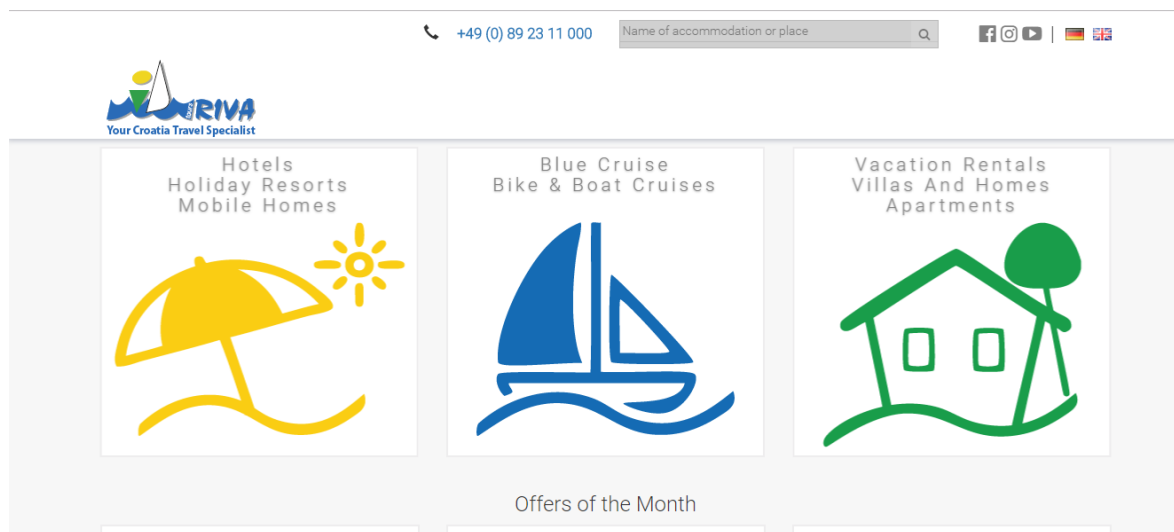 +49 (0) 89 23 11 000
Name of accommodation or place
RIVA
tours
Your Croatia Travel Specialist
Hotels
Holiday Resorts
Mobile Homes
Blue Cruise
Bike & Boat Cruises
Vacation Rentals
Villas And Homes
Apartments
Offers of the Month